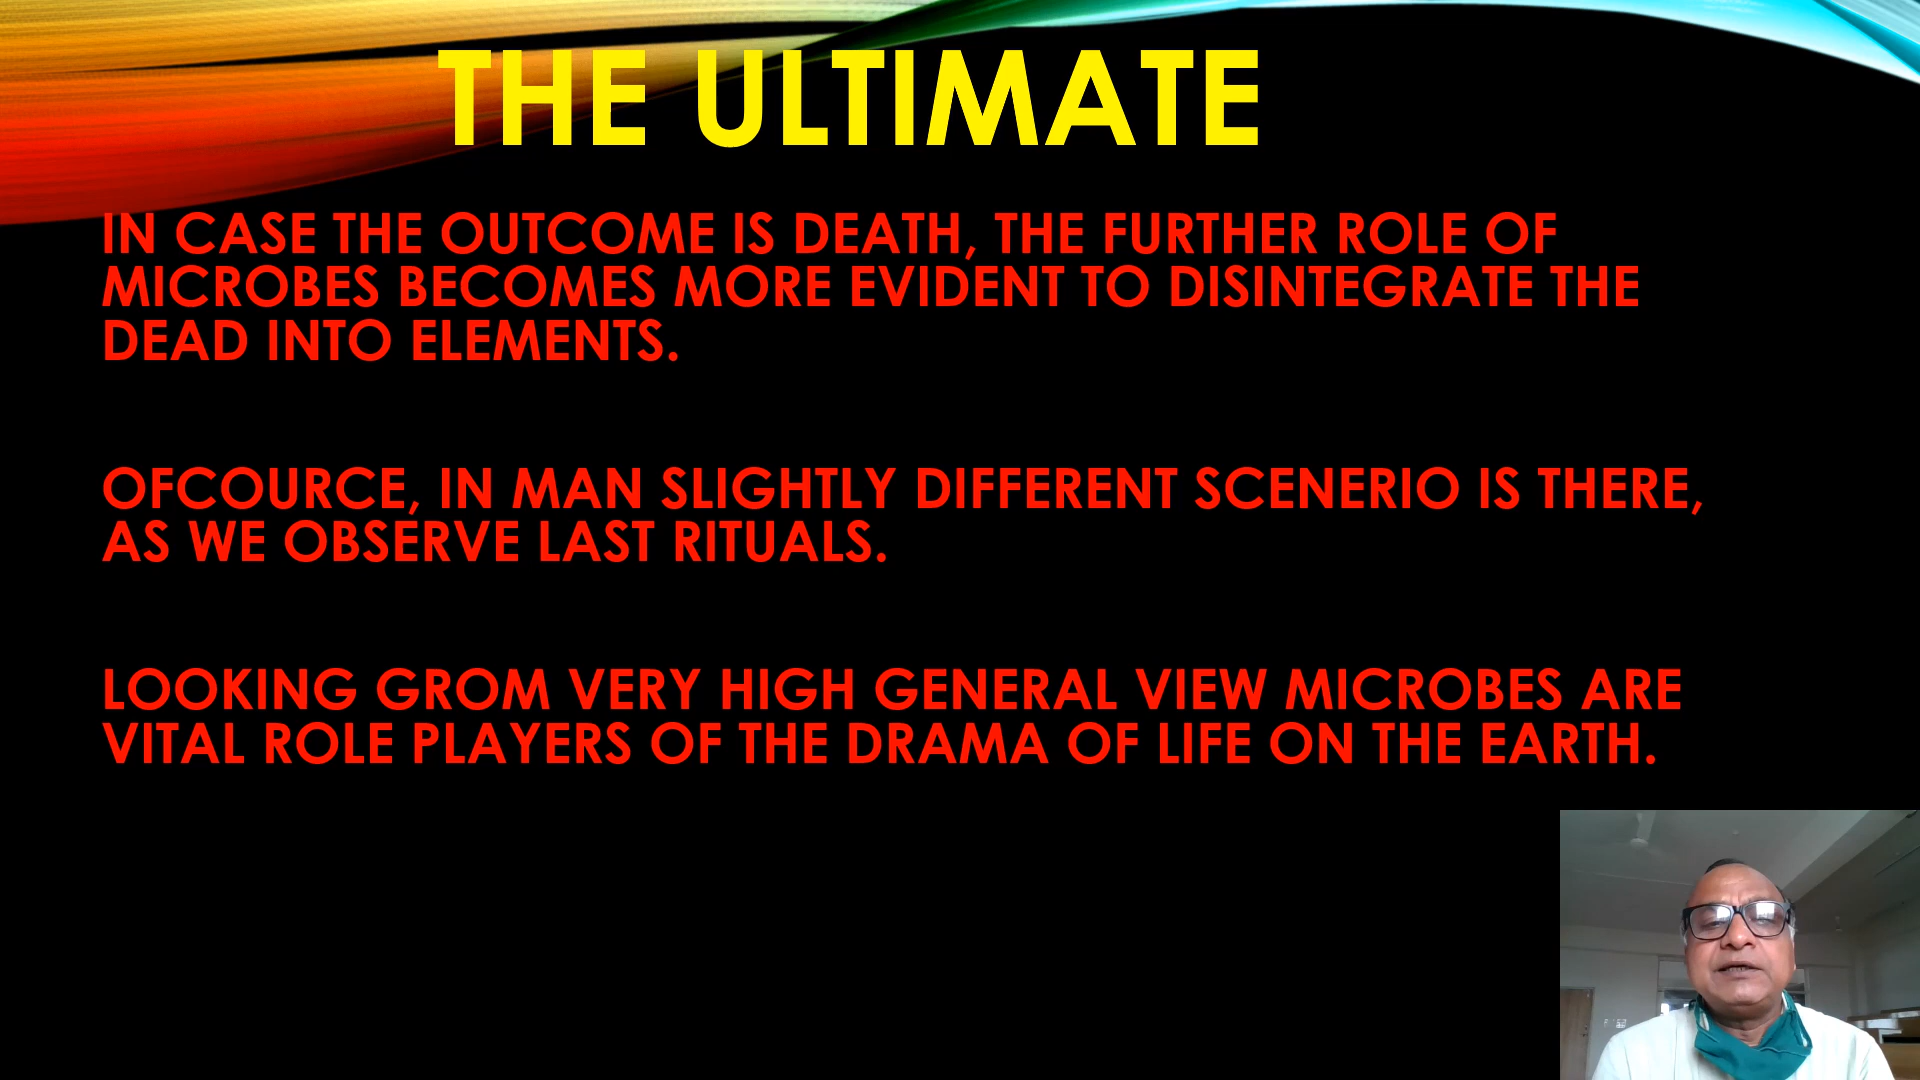 THE ULTIMATE
IN CASE THE OUTCOME IS DEATH, THE FURTHER ROLE OF
MICROBES BECOMES MORE EVIDENT TO DISINTEGRATE THE
DEAD INTO ELEMENTS.
OFCOURCE, IN MAN SLIGHTLY DIFFERENT SCENERIO IS THERE,
AS WE OBSERVE LAST RITUALS.
LOOKING GROM VERY HIGH GENERAL VIEW MICROBES ARE
VITAL ROLE PLAYERS OF THE DRAMA OF LIFE ON THE EARTH.